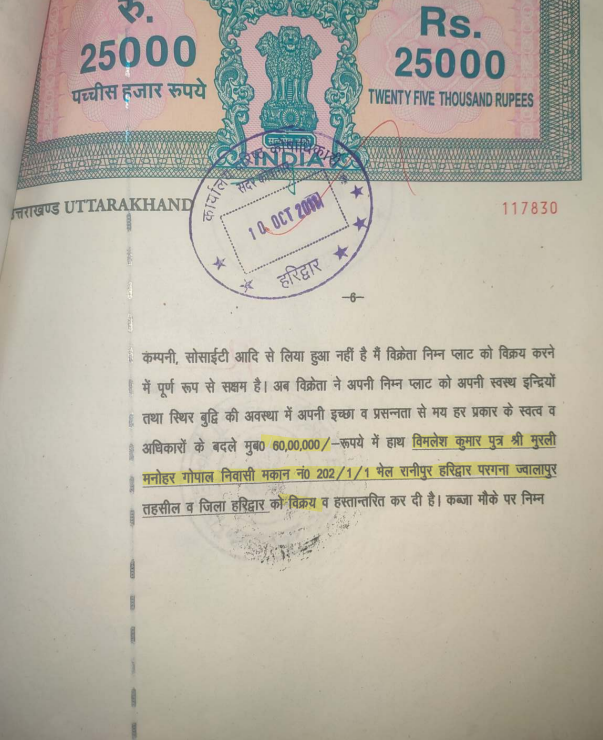 रु.
25000
पच्चीस हजार रुपये
Rs.
25000
TWENTY FIVE THOUSAND RUPEES
INDIA
उत्तराखण्ड UTTARAKHAND
117830
सदर
10 OCT
हरिद्वार
-6-
कम्पनी, सोसाईटी आदि से लिया हुआ नहीं है मैं विक्रेता निम्न प्लाट को विक्रय करने
में पूर्ण रूप से सक्षम है। अब विक्रेता ने अपनी निम्न प्लाट को अपनी स्वस्थ इन्द्रियों
तथा स्थिर बुद्वि की अवस्था में अपनी इच्छा व प्रसन्नता से मय हर प्रकार के स्वत्व व
अधिकारों के बदले मुब0 60,00,000/-रूपये में हाथ विमलेश कुमार पुत्र श्री मुरली
मनोहर गोपाल निवासी मकान नं0 202/1/1 भेल रानीपुर हरिद्वार परगना ज्वालापुर
तहसील व जिला हरिद्वार को विक्रय व हस्तान्तरित कर दी है। कब्जा मौके पर निम्न